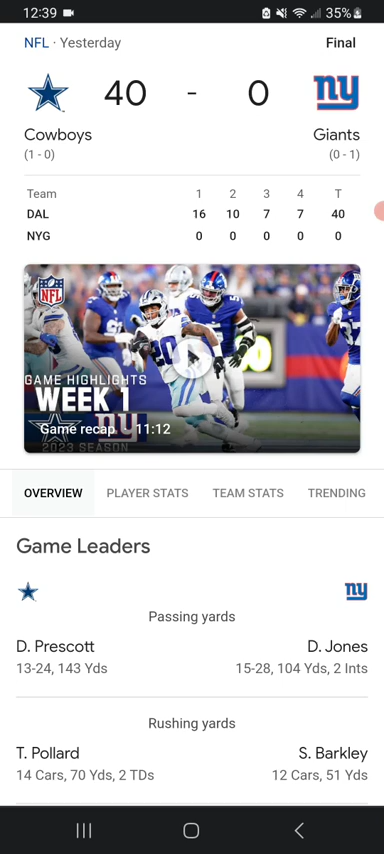 12:39 35%
NFL · Yesterday Final
40 - 0
ny
Cowboys Giants
(1 - 0) (0 - 1)
Team 1 2 3 4 T
DAL 16 10 7 7 40
NYG 0 0 0 0 0
NFL
20
GAME HIGHLIGHTS
WEEK 1
ny
Game recap · 11:12
2023 SEASON
OVERVIEW PLAYER STATS TEAM STATS TRENDING
Game Leaders
ny
Passing yards
D. Prescott D. Jones
13-24, 143 Yds 15-28, 104 Yds, 2 Ints
Rushing yards
T. Pollard S. Barkley
14 Cars, 70 Yds, 2 TDs 12 Cars, 51 Yds